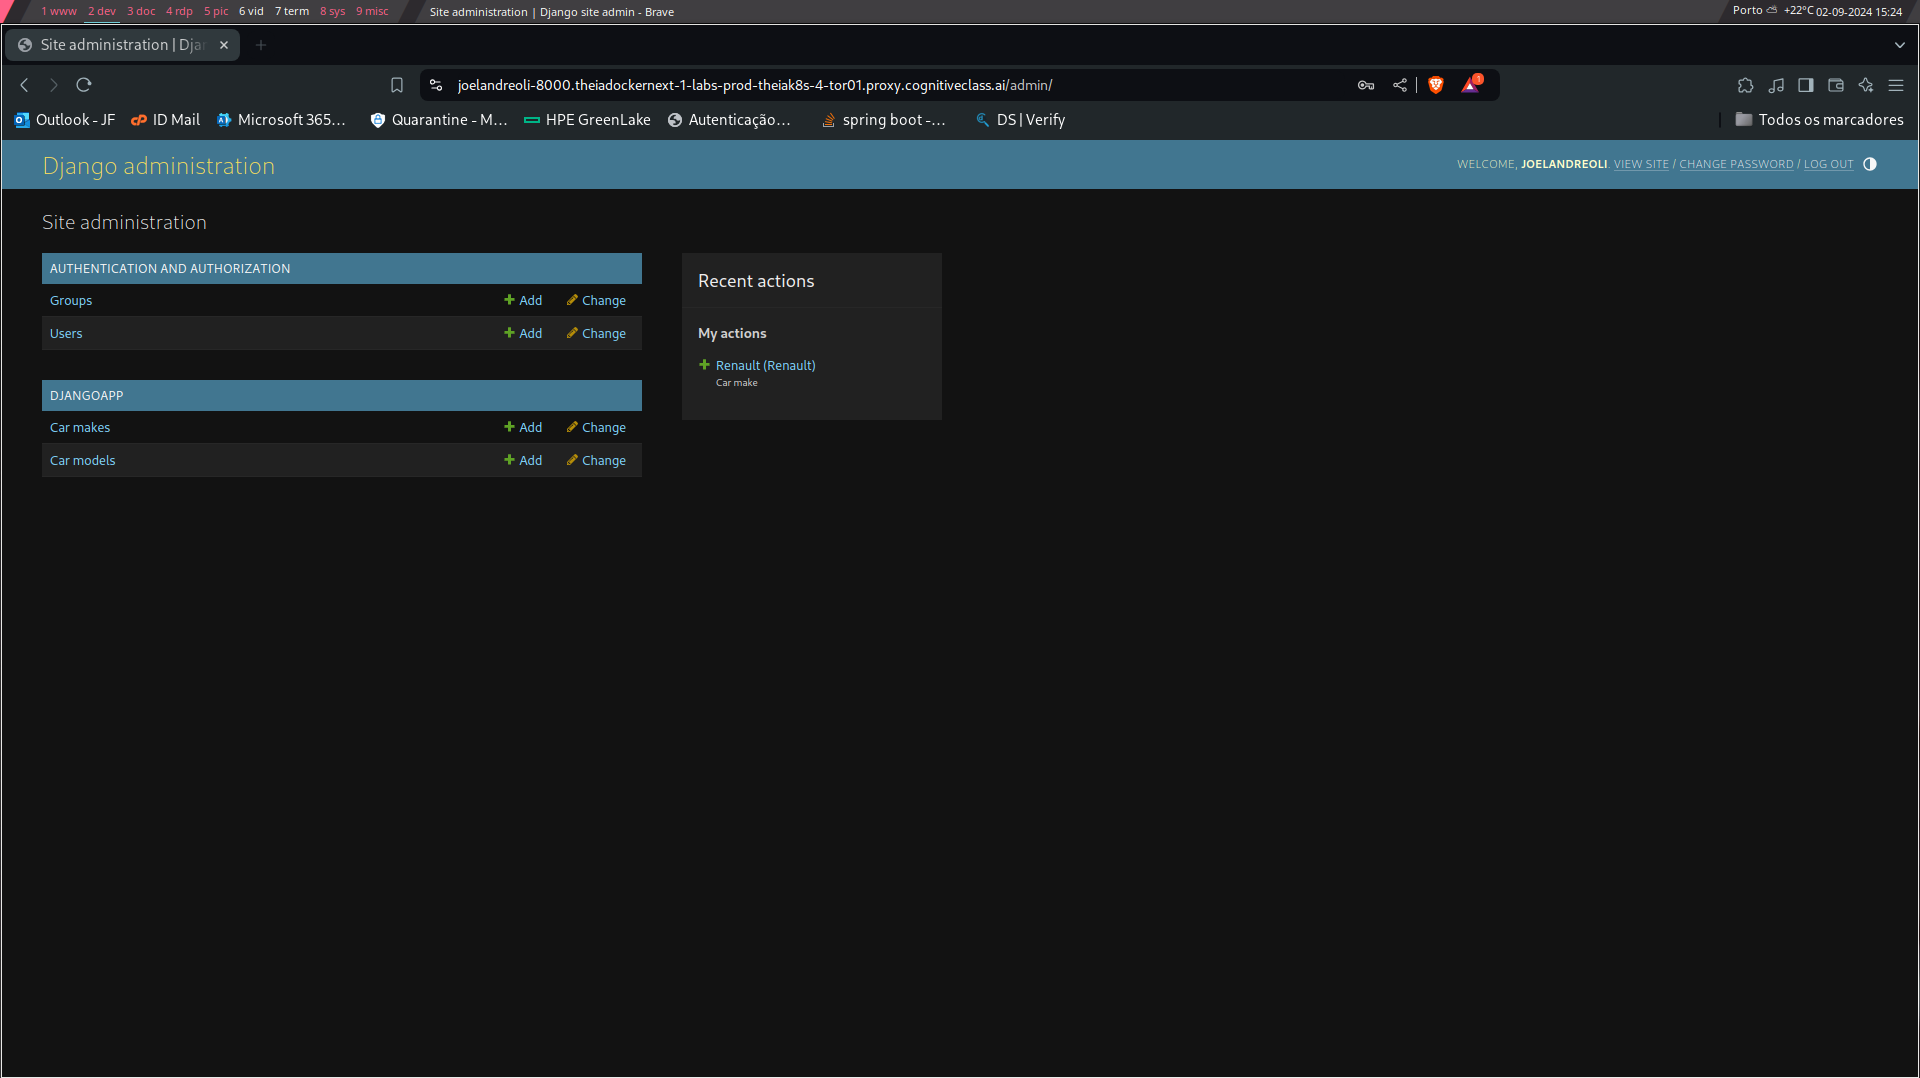 1 www 2 dev 3 doc 4 rdp 5 pic 6 vid 7 term 8 sys 9 misc Site administration | Django site admin - Brave Porto +22°C 02-09-2024 15:24
Site administration | Djan
joelandreoli-8000.theiadockernext-1-labs-prod-theiak8s-4-tor01.proxy.cognitiveclass.ai/admin/ 1
Outlook - JF ID Mail Microsoft 365... Quarantine - M... HPE GreenLake Autenticação... spring boot -... DS | Verify Todos os marcadores
Django administration
WELCOME, JOELANDREOLI. VIEW SITE / CHANGE PASSWORD / LOG OUT
Site administration
AUTHENTICATION AND AUTHORIZATION
Groups Add Change
Users Add Change
DJANGOAPP
Car makes Add Change
Car models Add Change
Recent actions
My actions
Renault (Renault)
Car make